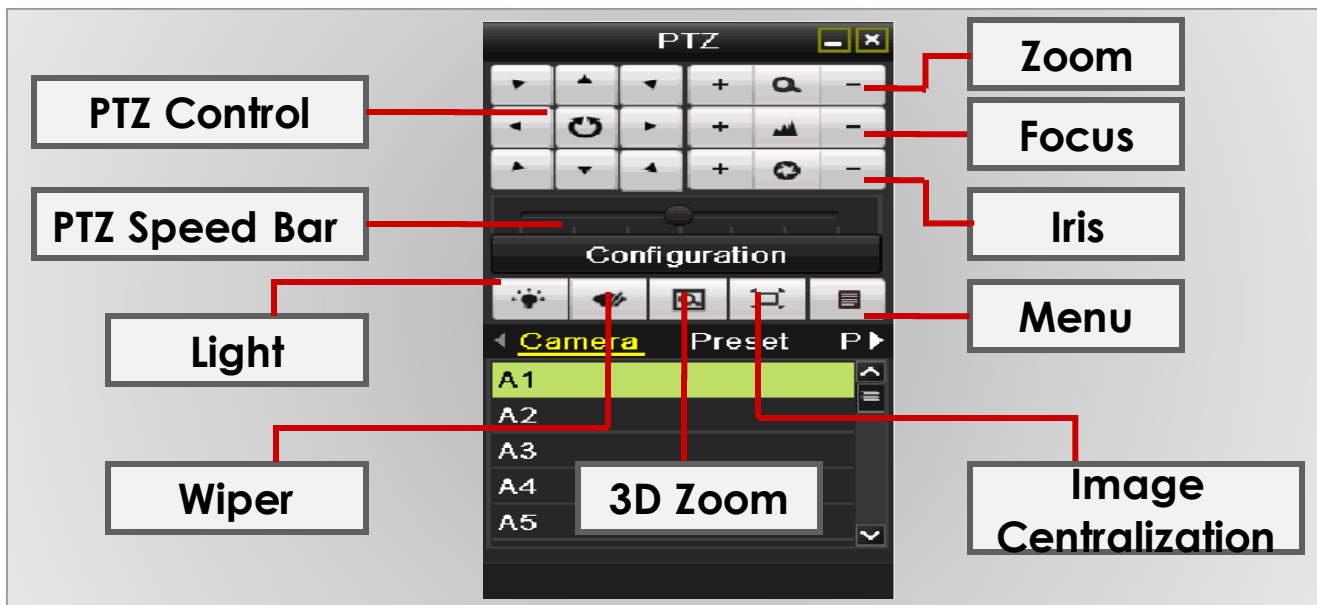 PTZ
Zoom
PTZ Control
Focus
PTZ Speed Bar
Iris
Configuration
Light
Menu
Camera Preset P
A1
A2
A3
A4
A5
Wiper
3D Zoom
Image
Centralization